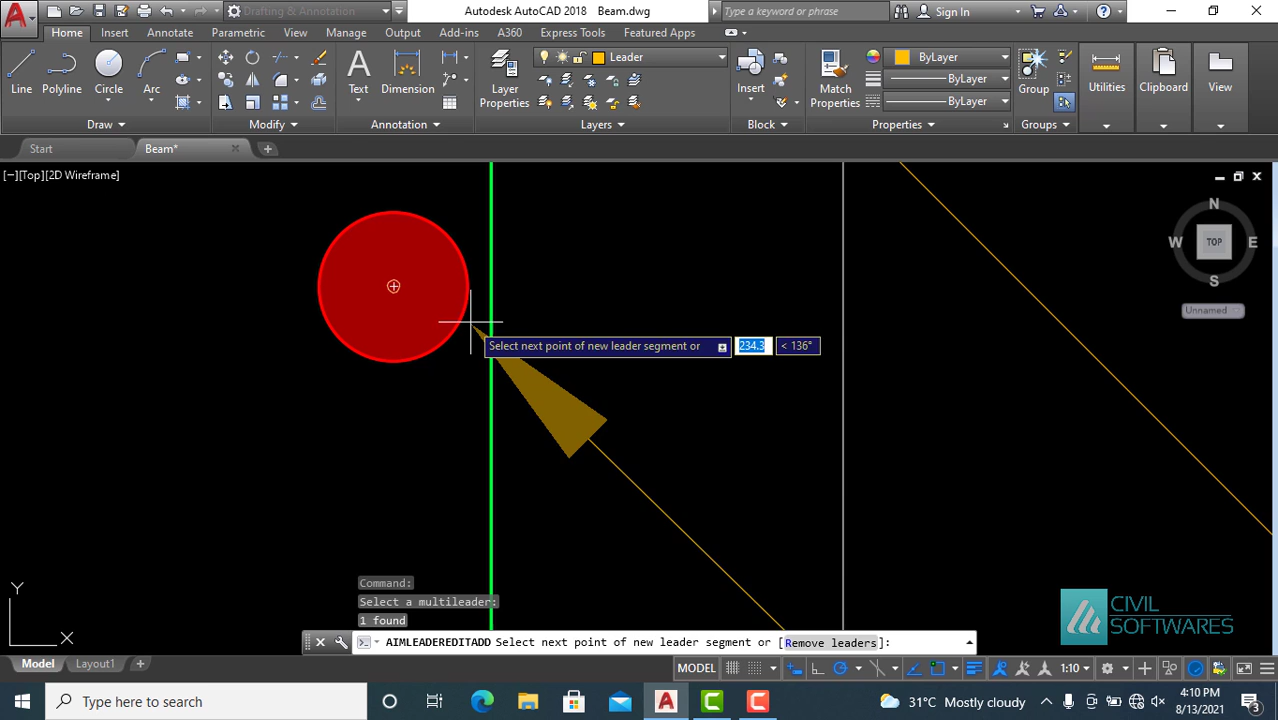 Drafting & Annotation
Autodesk AutoCAD 2018 Beam.dwg
Type a keyword or phrase
Sign In
Home Insert Annotate Parametric View Manage Output Add-ins A360 Express Tools Featured Apps
Line Polyline Circle Arc
Text Dimension
Layer Properties
Leader
Insert
Match Properties
ByLayer
ByLayer
ByLayer
Group
Utilities
Clipboard
View
Draw Modify Annotation Layers Block Properties Groups
Start Beam*
[−][Top][2D Wireframe]
N
W TOP E
S
Unnamed
Select next point of new leader segment or 234.3 < 136°
Command:
Select a multileader:
1 found
AIMLEADEREDITADD Select next point of new leader segment or [Remove leaders]:
Y
X
CIVIL
SOFTWARES
Model Layout1
MODEL 1:10
Type here to search
31°C Mostly cloudy
4:10 PM
8/13/2021
3